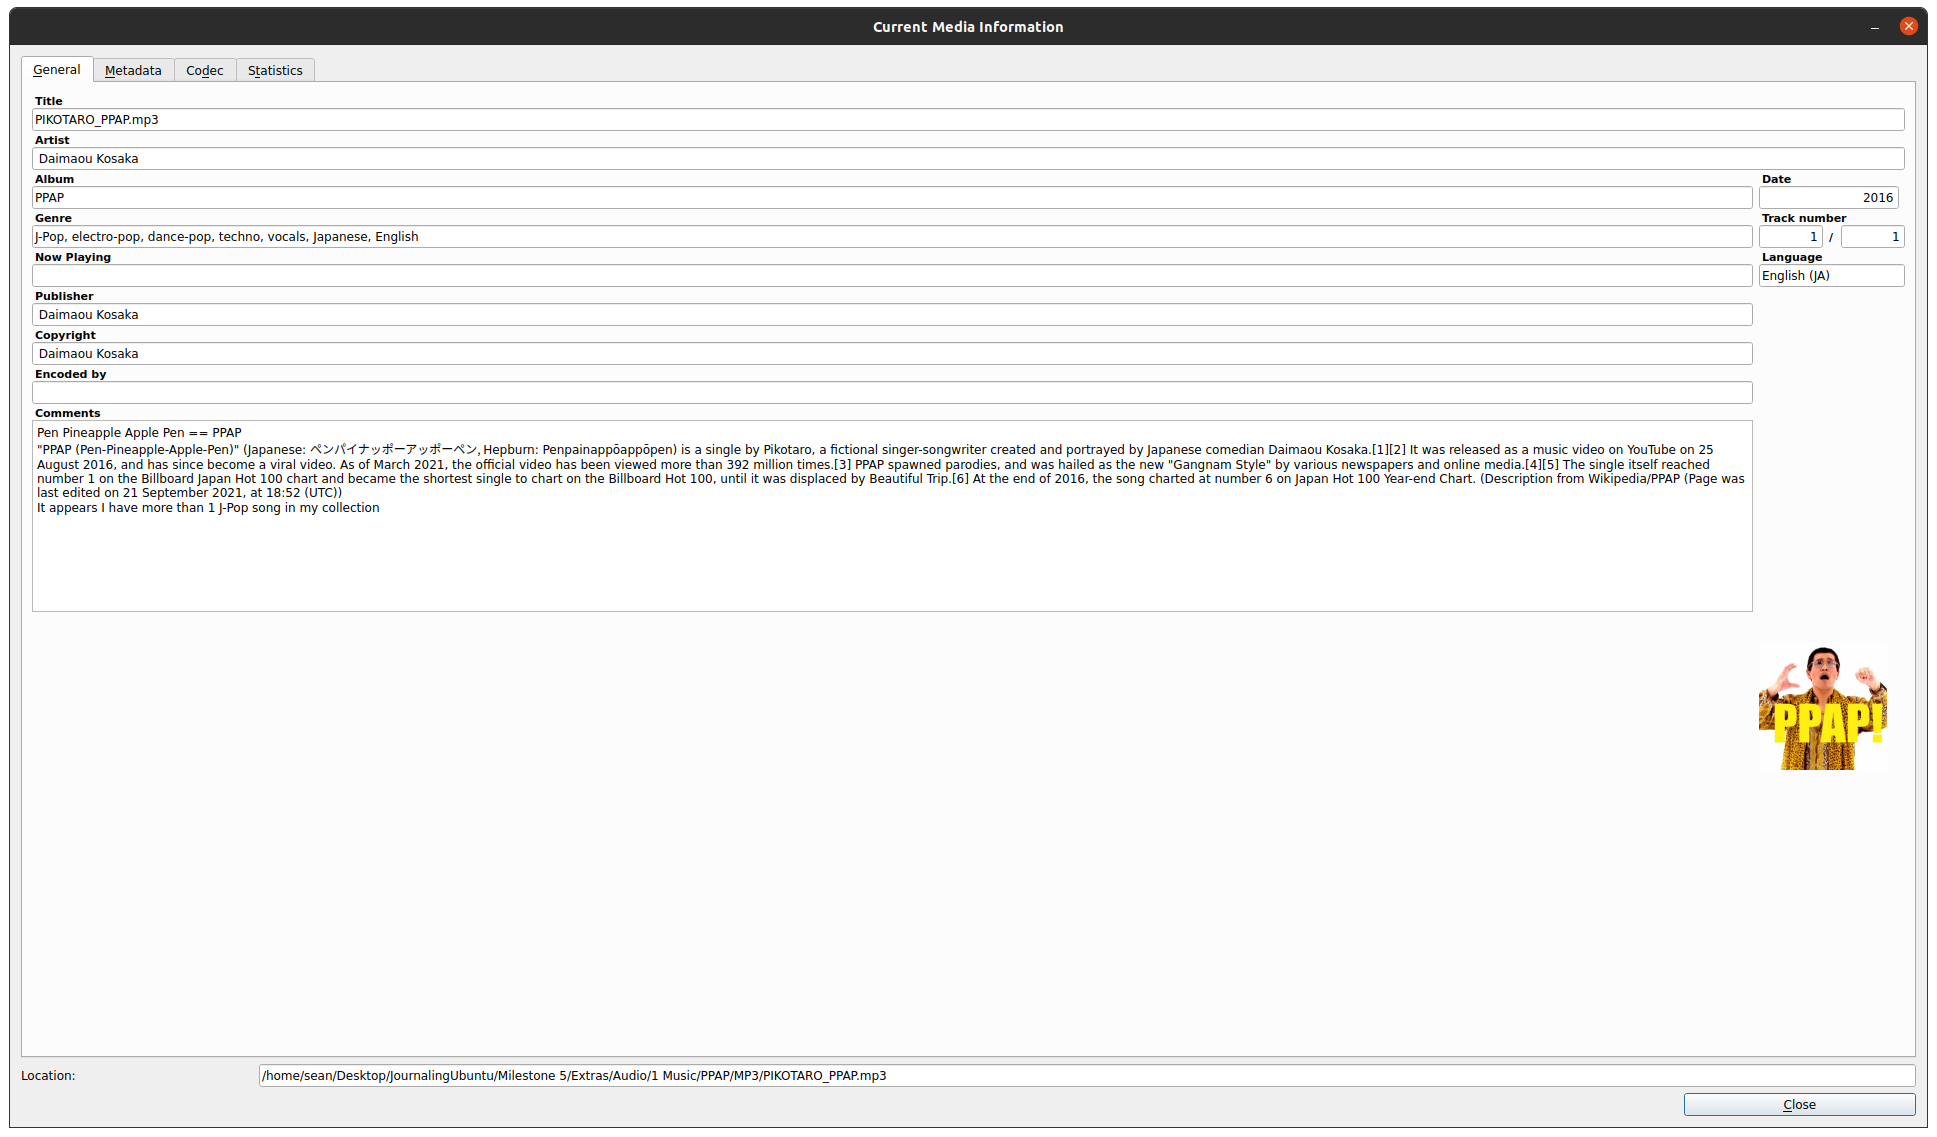 Current Media Information
General Metadata Codec Statistics
Title
PIKOTARO_PPAP.mp3
Artist
Daimaou Kosaka
Album
Date
PPAP
2016
Genre
Track number
J-Pop, electro-pop, dance-pop, techno, vocals, Japanese, English
1 / 1
Now Playing
Language
English (JA)
Publisher
Daimaou Kosaka
Copyright
Daimaou Kosaka
Encoded by
Comments
Pen Pineapple Apple Pen == PPAP
"PPAP (Pen-Pineapple-Apple-Pen)" (Japanese: ペンパイナッポーアッポーペン, Hepburn: Penpainappōappōpen) is a single by Pikotaro, a fictional singer-songwriter created and portrayed by Japanese comedian Daimaou Kosaka.[1][2] It was released as a music video on YouTube on 25
August 2016, and has since become a viral video. As of March 2021, the official video has been viewed more than 392 million times.[3] PPAP spawned parodies, and was hailed as the new "Gangnam Style" by various newspapers and online media.[4][5] The single itself reached
number 1 on the Billboard Japan Hot 100 chart and became the shortest single to chart on the Billboard Hot 100, until it was displaced by Beautiful Trip.[6] At the end of 2016, the song charted at number 6 on Japan Hot 100 Year-end Chart. (Description from Wikipedia/PPAP (Page was
last edited on 21 September 2021, at 18:52 (UTC))
It appears I have more than 1 J-Pop song in my collection
PPAP!
Location: /home/sean/Desktop/JournalingUbuntu/Milestone 5/Extras/Audio/1 Music/PPAP/MP3/PIKOTARO_PPAP.mp3
Close